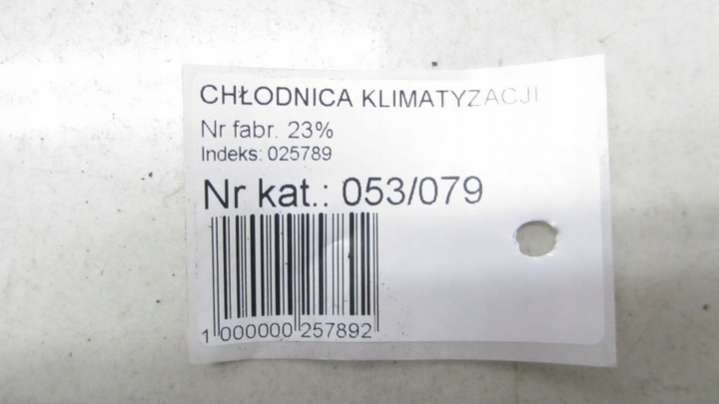 CHŁODNICA KLIMATYZACJI
Nr fabr. 23%
Indeks: 025789
Nr kat.: 053/079
1 000000 257892